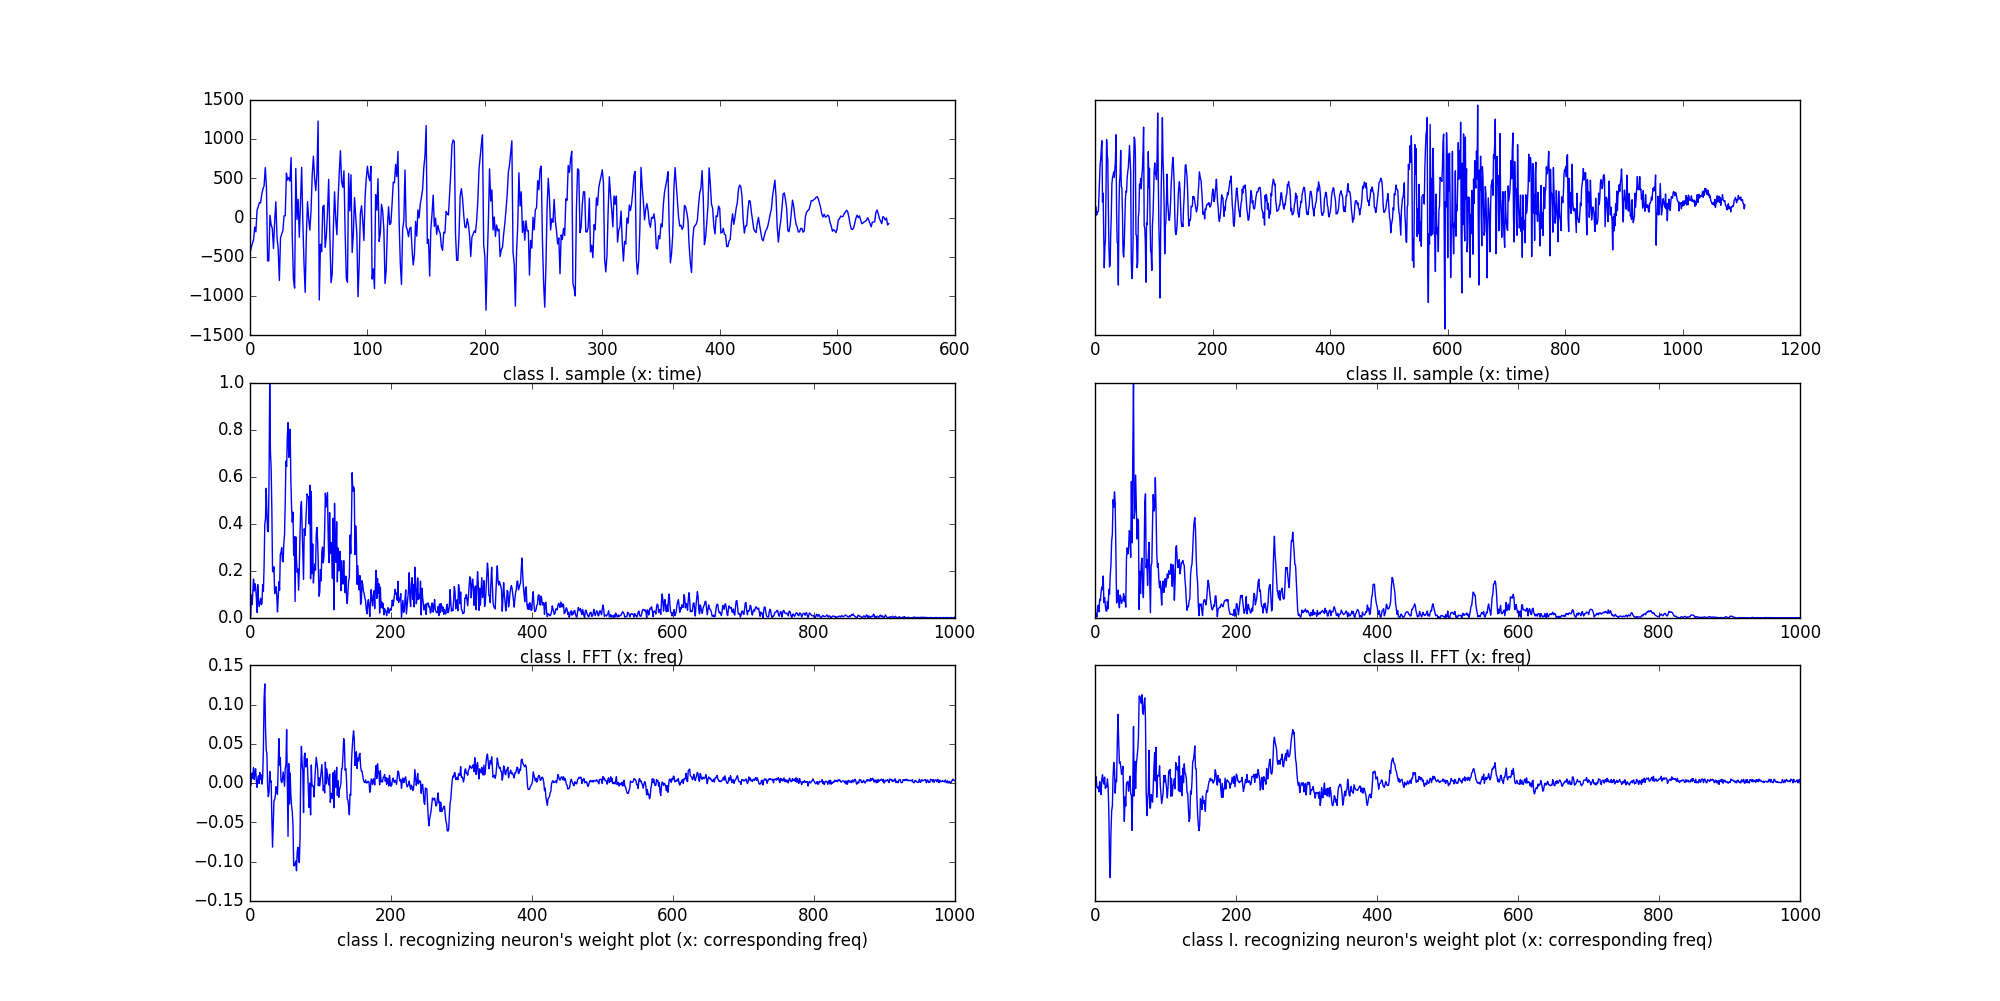 1500
1000
500
0
−500
−1000
−1500
0 100 200 300 400 500 600
class I. sample (x: time)
0 200 400 600 800 1000 1200
class II. sample (x: time)
1.0
0.8
0.6
0.4
0.2
0.0
0 200 400 600 800 1000
class I. FFT (x: freq)
0 200 400 600 800 1000
class II. FFT (x: freq)
0.15
0.10
0.05
0.00
−0.05
−0.10
−0.15
0 200 400 600 800 1000
class I. recognizing neuron's weight plot (x: corresponding freq)
0 200 400 600 800 1000
class I. recognizing neuron's weight plot (x: corresponding freq)